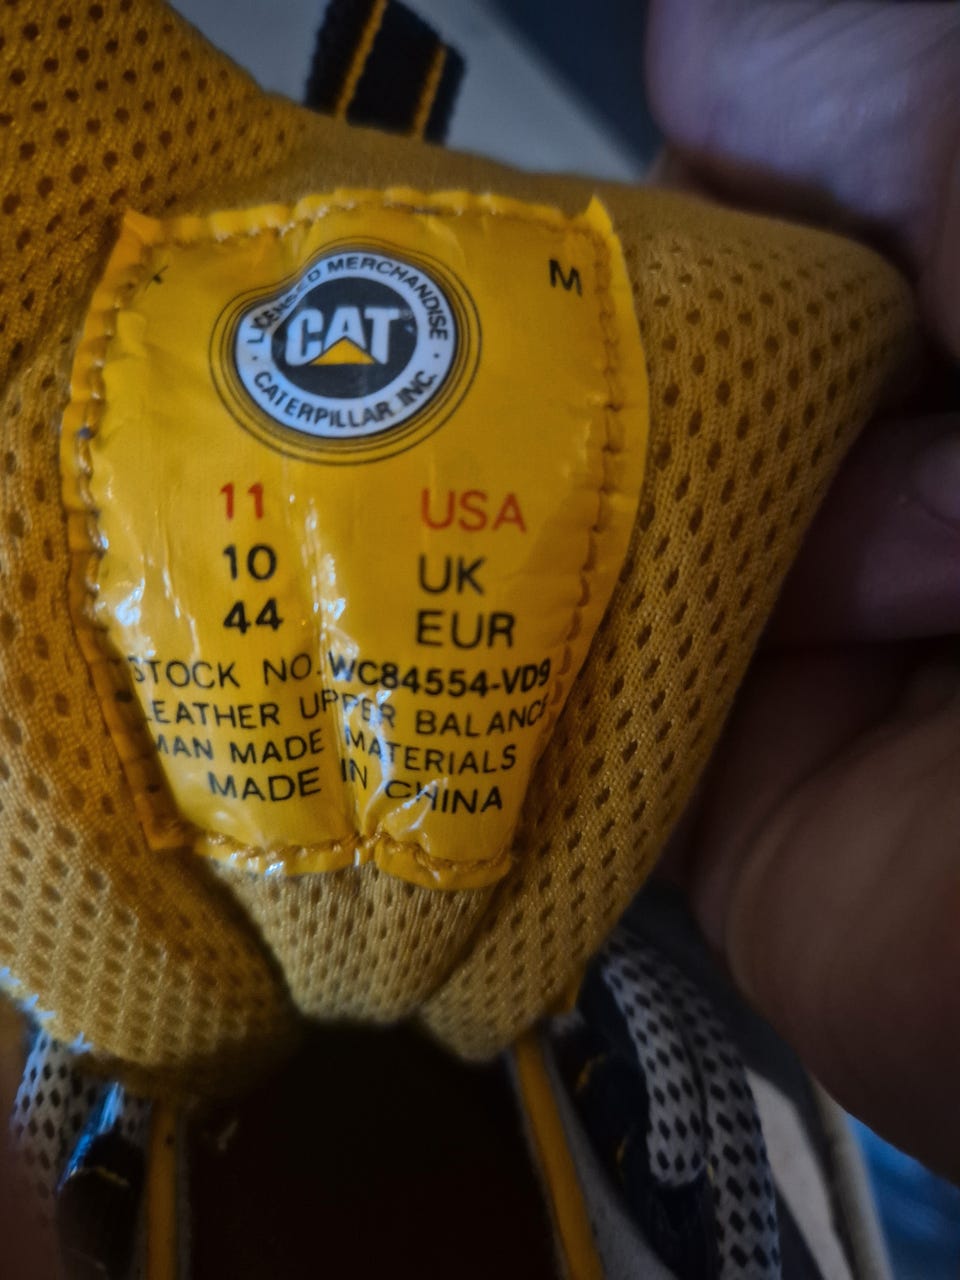 M
LICENSED MERCHANDISE
CAT
CATERPILLAR INC.
11 USA
10 UK
44 EUR
STOCK NO. WC84554-VD9
LEATHER UPPER BALANCE
MAN MADE MATERIALS
MADE IN CHINA